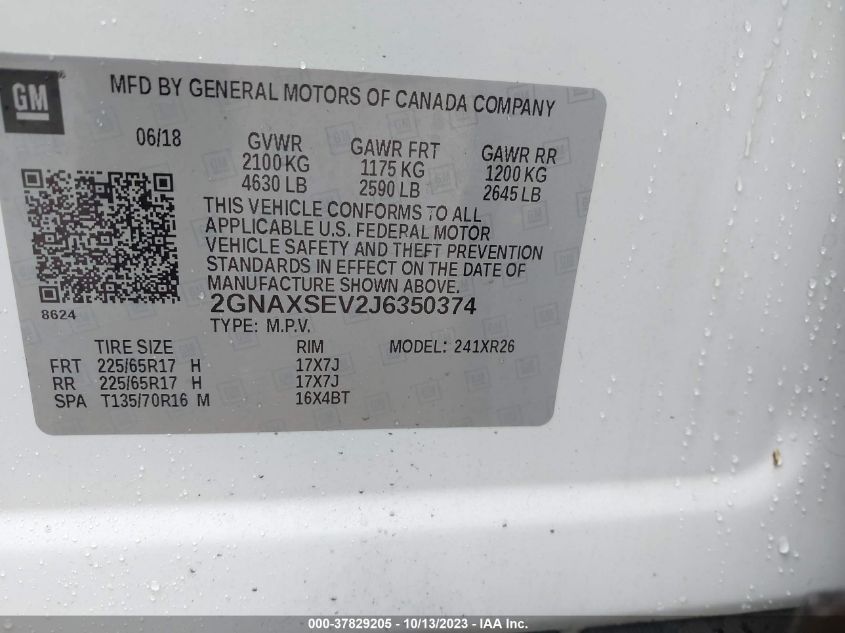 GM
MFD BY GENERAL MOTORS OF CANADA COMPANY
06/18
GVWR
2100 KG
4630 LB
GAWR FRT
1175 KG
2590 LB
GAWR RR
1200 KG
2645 LB
THIS VEHICLE CONFORMS TO ALL
APPLICABLE U.S. FEDERAL MOTOR
VEHICLE SAFETY AND THEFT PREVENTION
STANDARDS IN EFFECT ON THE DATE OF
MANUFACTURE SHOWN ABOVE.
8624
2GNAXSEV2J6350374
TYPE: M.P.V.
TIRE SIZE RIM MODEL: 241XR26
FRT 225/65R17 H 17X7J
RR 225/65R17 H 17X7J
SPA T135/70R16 M 16X4BT
000-37829205 - 10/13/2023 - IAA Inc.